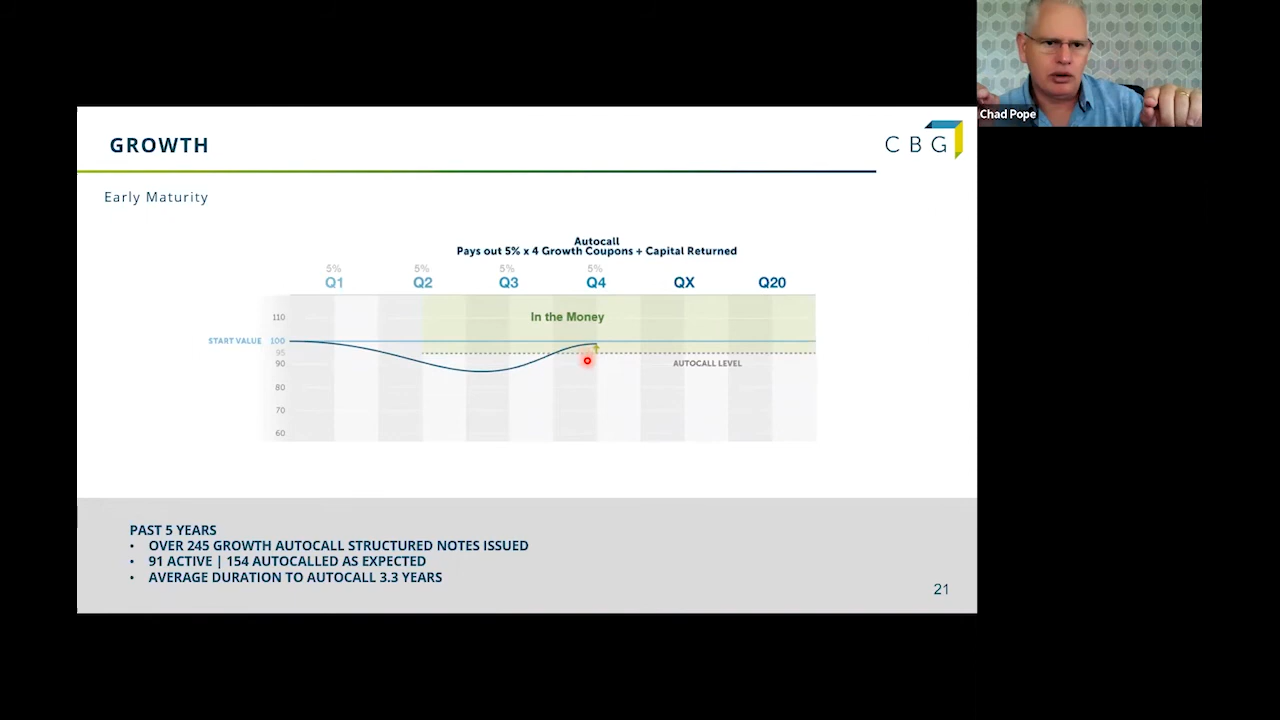 Chad Pope
GROWTH
CBG
Early Maturity
Autocall
Pays out 5% x 4 Growth Coupons + Capital Returned
5% 5% 5% 5%
Q1 Q2 Q3 Q4 QX Q20
110
In the Money
START VALUE 100
95
90
AUTOCALL LEVEL
80
70
60
PAST 5 YEARS
• OVER 245 GROWTH AUTOCALL STRUCTURED NOTES ISSUED
• 91 ACTIVE | 154 AUTOCALLED AS EXPECTED
• AVERAGE DURATION TO AUTOCALL 3.3 YEARS
21